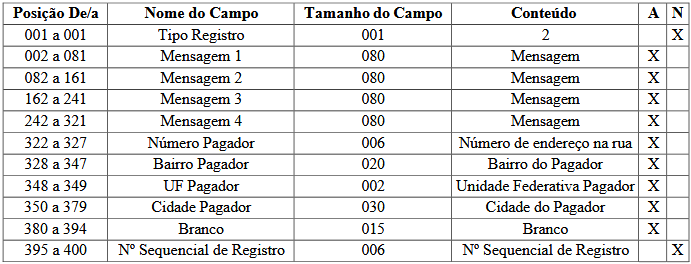 Posição De/a Nome do Campo Tamanho do Campo Conteúdo A N
001 a 001 Tipo Registro 001 2 X
002 a 081 Mensagem 1 080 Mensagem X
082 a 161 Mensagem 2 080 Mensagem X
162 a 241 Mensagem 3 080 Mensagem X
242 a 321 Mensagem 4 080 Mensagem X
322 a 327 Número Pagador 006 Número de endereço na rua X
328 a 347 Bairro Pagador 020 Bairro do Pagador X
348 a 349 UF Pagador 002 Unidade Federativa Pagador X
350 a 379 Cidade Pagador 030 Cidade do Pagador X
380 a 394 Branco 015 Branco X
395 a 400 Nº Sequencial de Registro 006 Nº Sequencial de Registro X